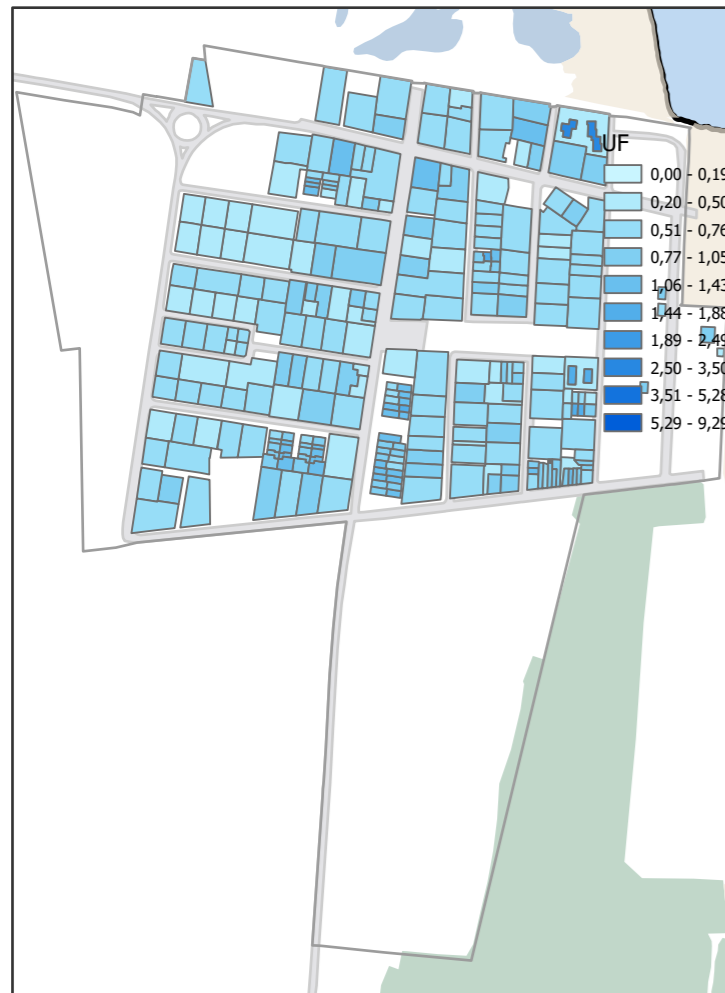 UF
0,00 - 0,19
0,20 - 0,50
0,51 - 0,76
0,77 - 1,05
1,06 - 1,43
1,44 - 1,88
1,89 - 2,49
2,50 - 3,50
3,51 - 5,28
5,29 - 9,29